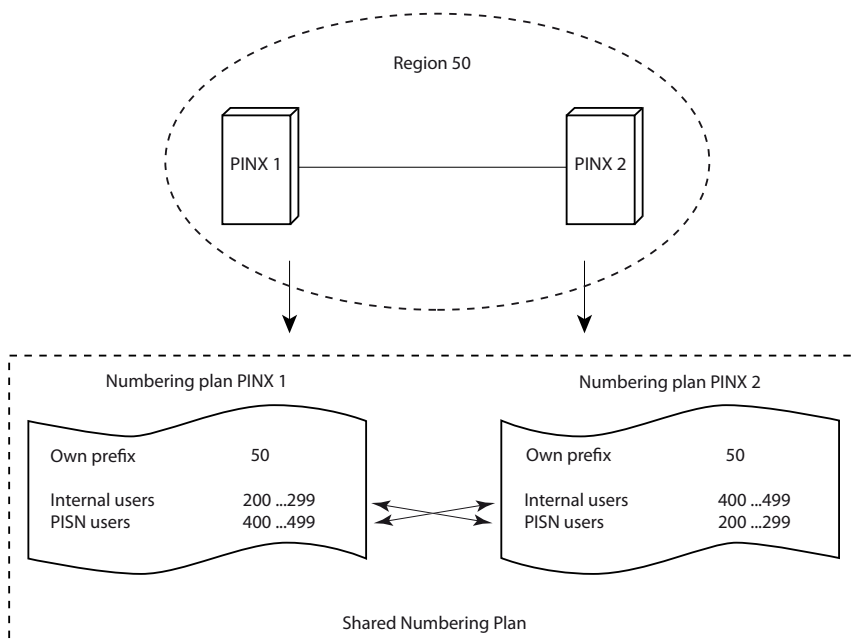 Region 50
PINX 1
PINX 2
Numbering plan PINX 1
Own prefix 50
Internal users 200 ...299
PISN users 400 ...499
Numbering plan PINX 2
Own prefix 50
Internal users 400 ...499
PISN users 200 ...299
Shared Numbering Plan